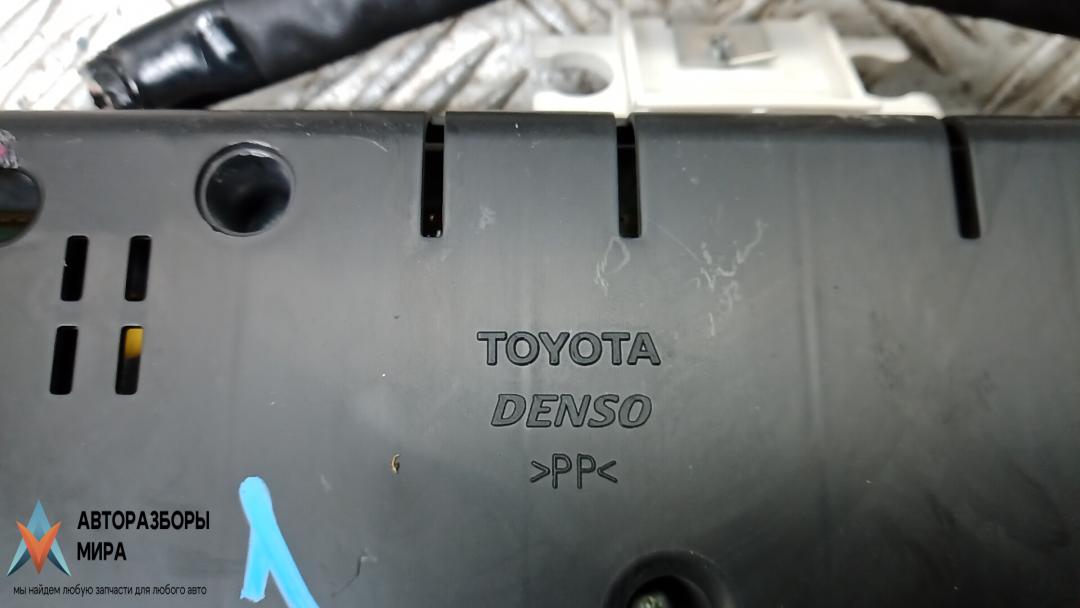 TOYOTA
DENSO
>PP<
АВТОРАЗБОРЫ
МИРА
мы найдем любую запчасти для любого авто